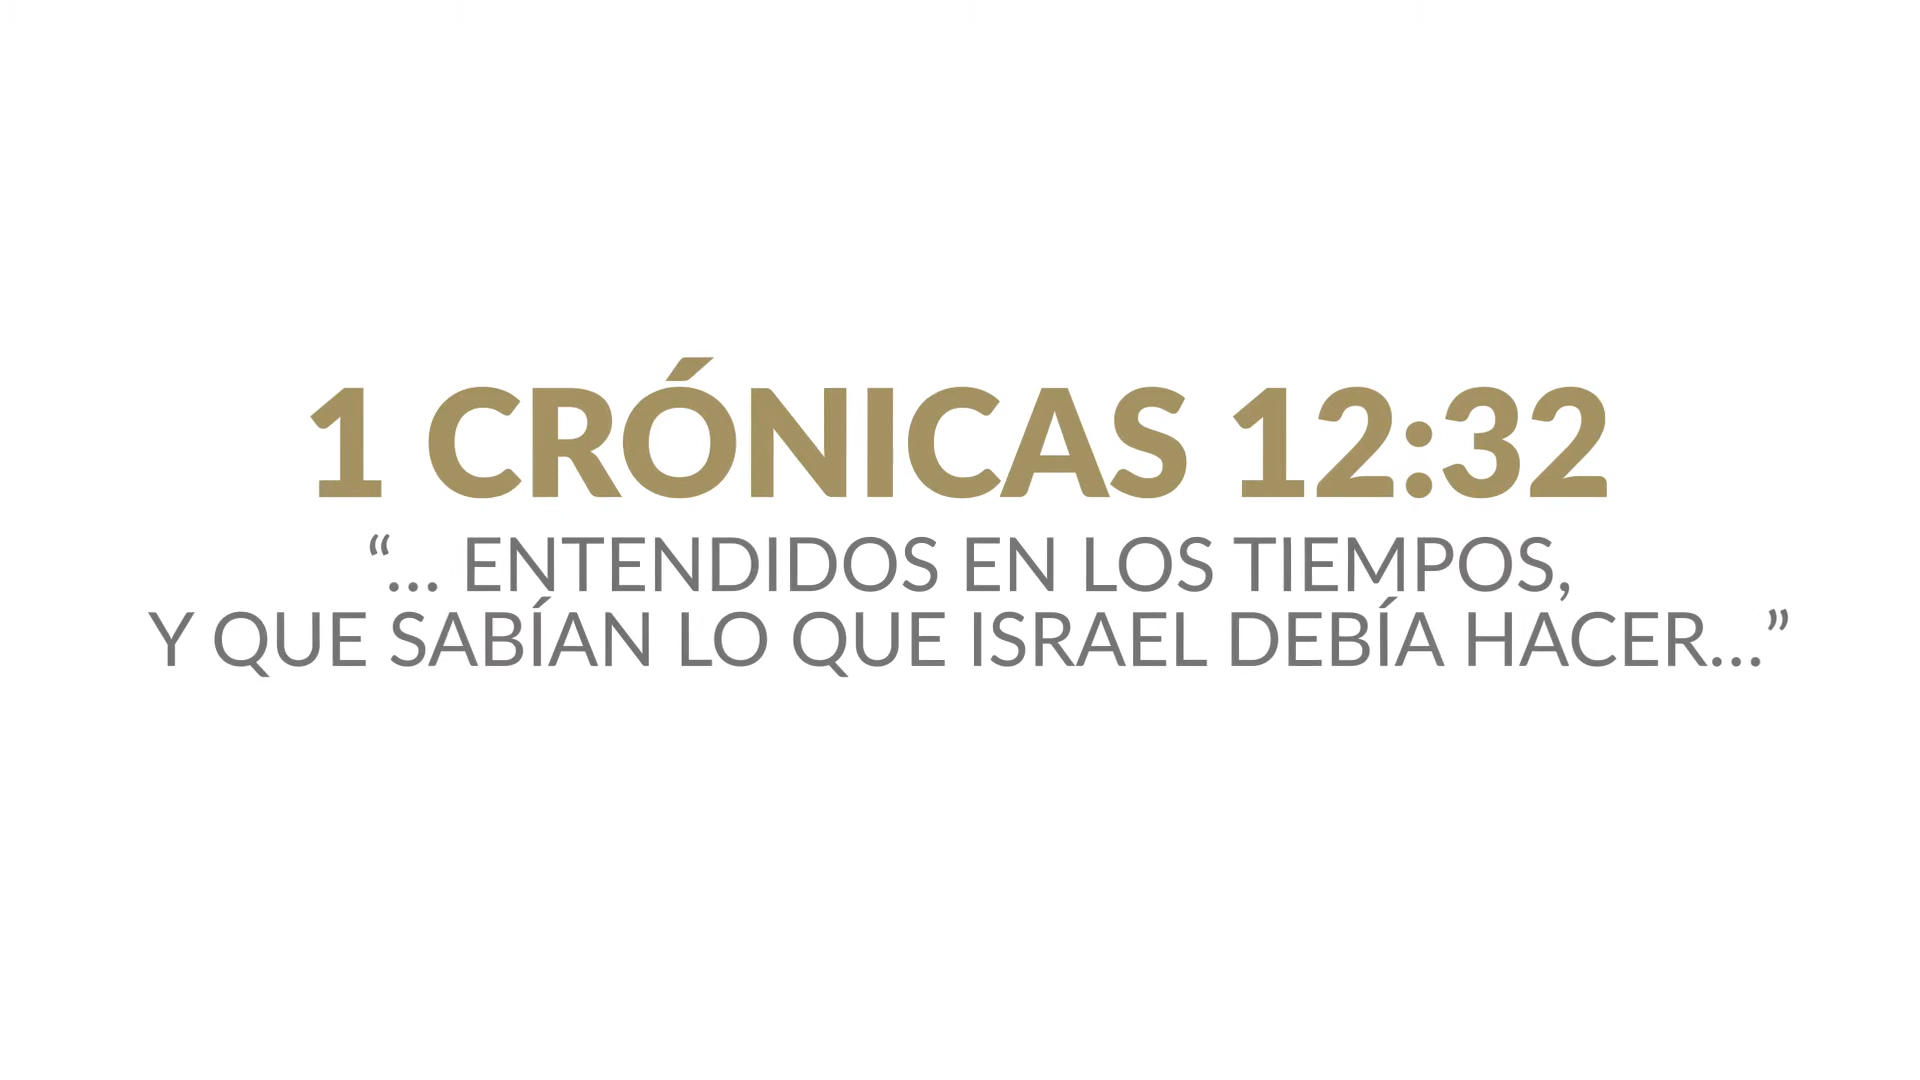 1 CRÓNICAS 12:32
“... ENTENDIDOS EN LOS TIEMPOS,
Y QUE SABÍAN LO QUE ISRAEL DEBÍA HACER...”